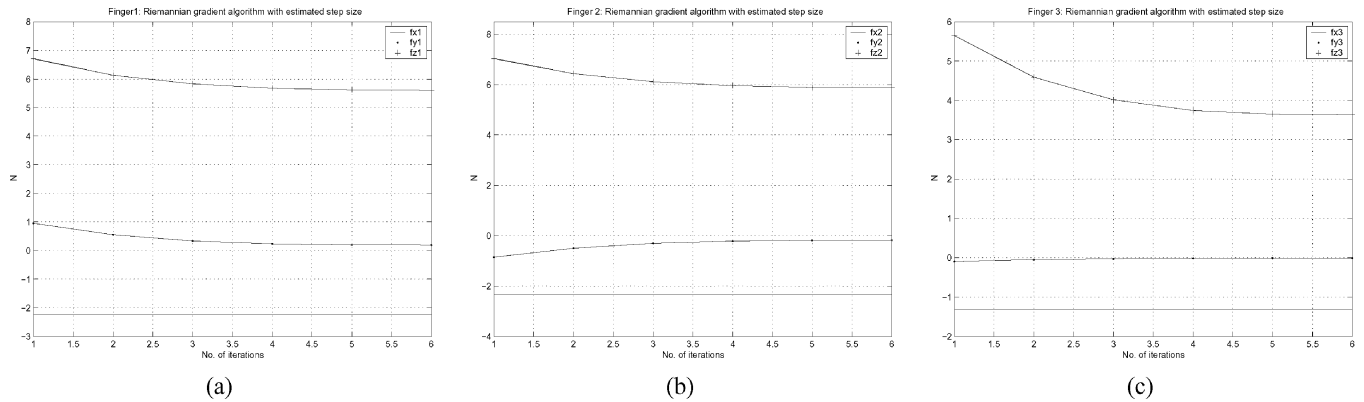 Finger1: Riemannian gradient algorithm with estimated step size
8
7
6
5
4
3
2
1
0
−1
−2
−3
N
fx1
fy1
fz1
1 1.5 2 2.5 3 3.5 4 4.5 5 5.5 6
No. of iterations
(a)
Finger 2: Riemannian gradient algorithm with estimated step size
8
6
4
2
0
−2
−4
N
fx2
fy2
fz2
1 1.5 2 2.5 3 3.5 4 4.5 5 5.5 6
No. of iterations
(b)
Finger 3: Riemannian gradient algorithm with estimated step size
6
5
4
3
2
1
0
−1
−2
N
fx3
fy3
fz3
1 1.5 2 2.5 3 3.5 4 4.5 5 5.5 6
No. of iterations
(c)